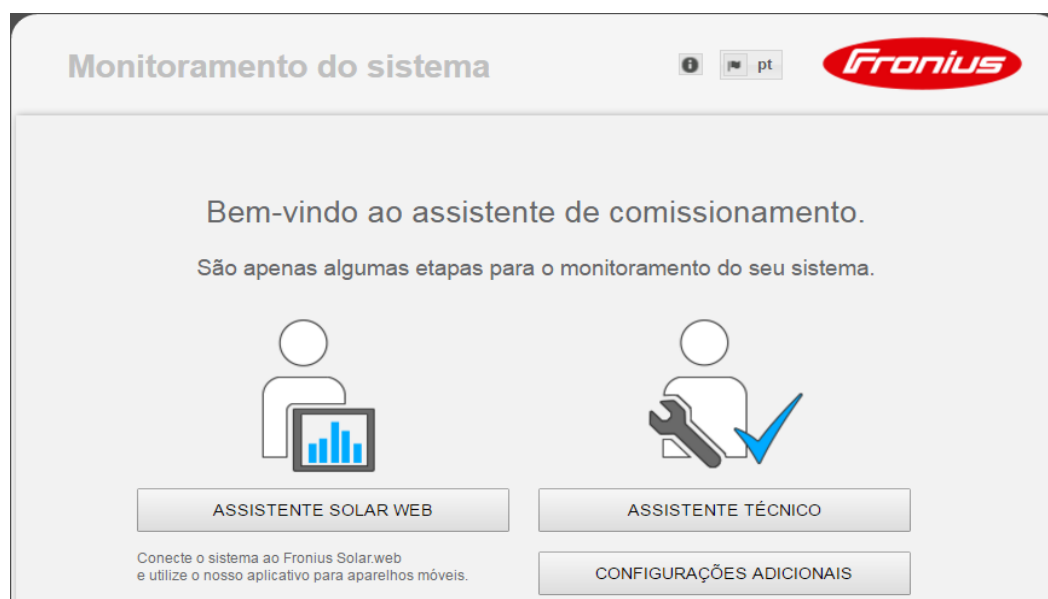 Monitoramento do sistema
pt
Fronius
Bem-vindo ao assistente de comissionamento.
São apenas algumas etapas para o monitoramento do seu sistema.
ASSISTENTE SOLAR WEB
Conecte o sistema ao Fronius Solar.web
e utilize o nosso aplicativo para aparelhos móveis.
ASSISTENTE TÉCNICO
CONFIGURAÇÕES ADICIONAIS